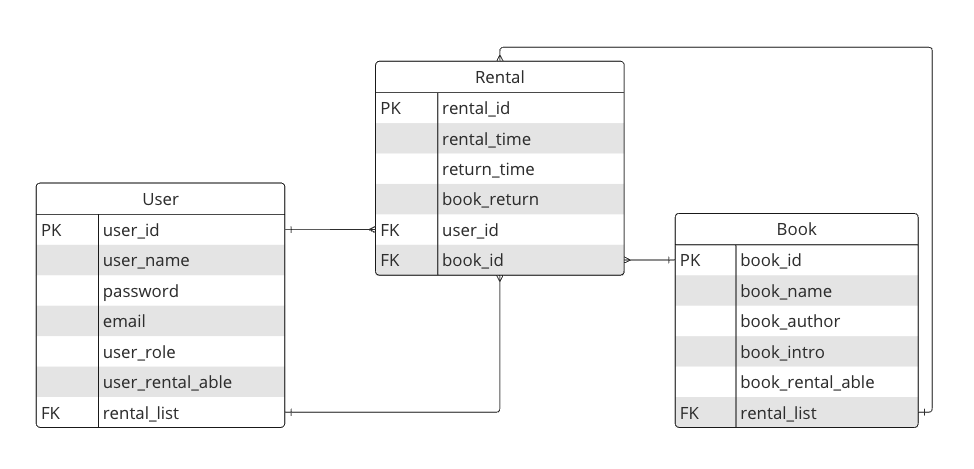 Rental
PK rental_id
rental_time
return_time
book_return
FK user_id
FK book_id
User
PK user_id
user_name
password
email
user_role
user_rental_able
FK rental_list
Book
PK book_id
book_name
book_author
book_intro
book_rental_able
FK rental_list